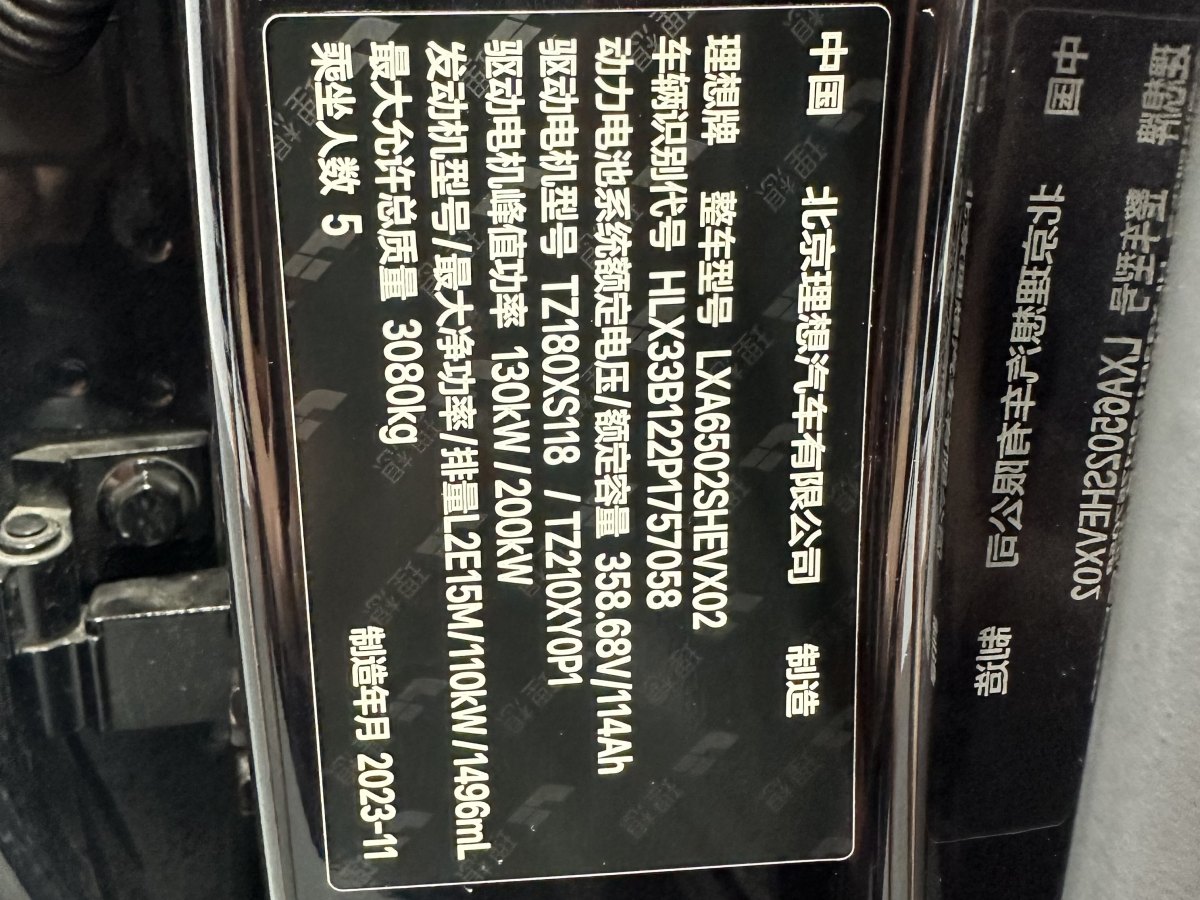 中国 北京理想汽车有限公司 制造
理想牌 整车型号 LXA6502SHEVX02
车辆识别代号 HLX33B122P1757058
动力电池系统额定电压/额定容量 358.68V/114Ah
驱动电机型号 TZ180XS118 / TZ210XY0P1
驱动电机峰值功率 130kW/200kW
发动机型号/最大净功率/排量L2E15M/110kW/1496mL
最大允许总质量 3080kg
乘坐人数 5 制造年月 2023-11